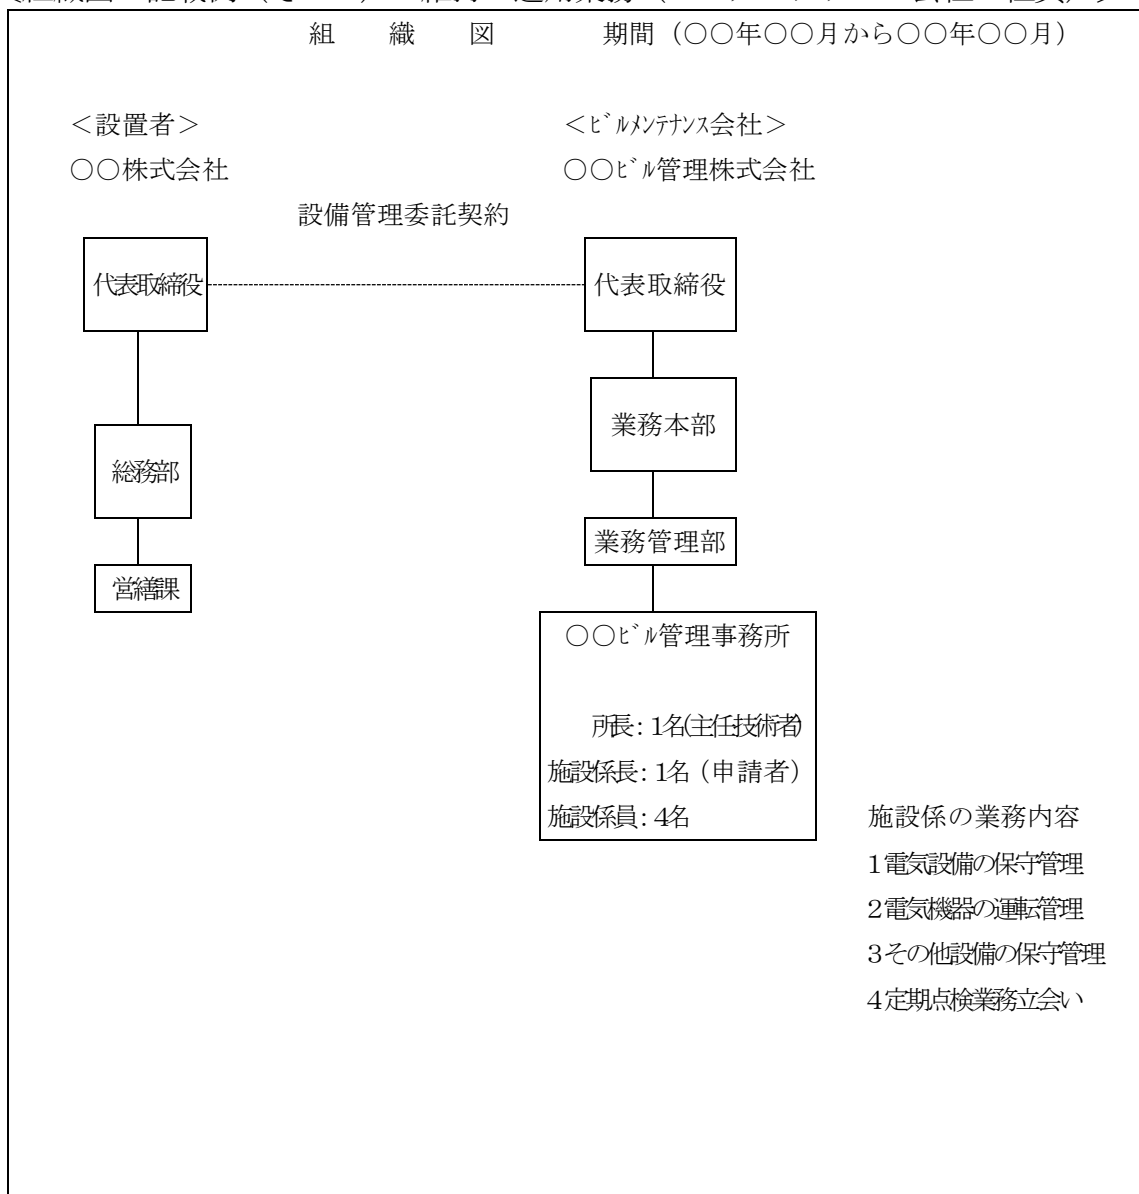 組 織 図 期間（○○年○○月から○○年○○月）
＜設置者＞
○○株式会社
＜ﾋﾞﾙﾒﾝﾃﾅﾝｽ会社＞
○○ﾋﾞﾙ管理株式会社
設備管理委託契約
代表取締役
代表取締役
業務本部
総務部
業務管理部
営繕課
○○ﾋﾞﾙ管理事務所
所長：1名(主任技術者)
施設係長：1名（申請者）
施設係員：4名
施設係の業務内容
1電気設備の保守管理
2電気機器の運転管理
3その他設備の保守管理
4定期点検業務立会い